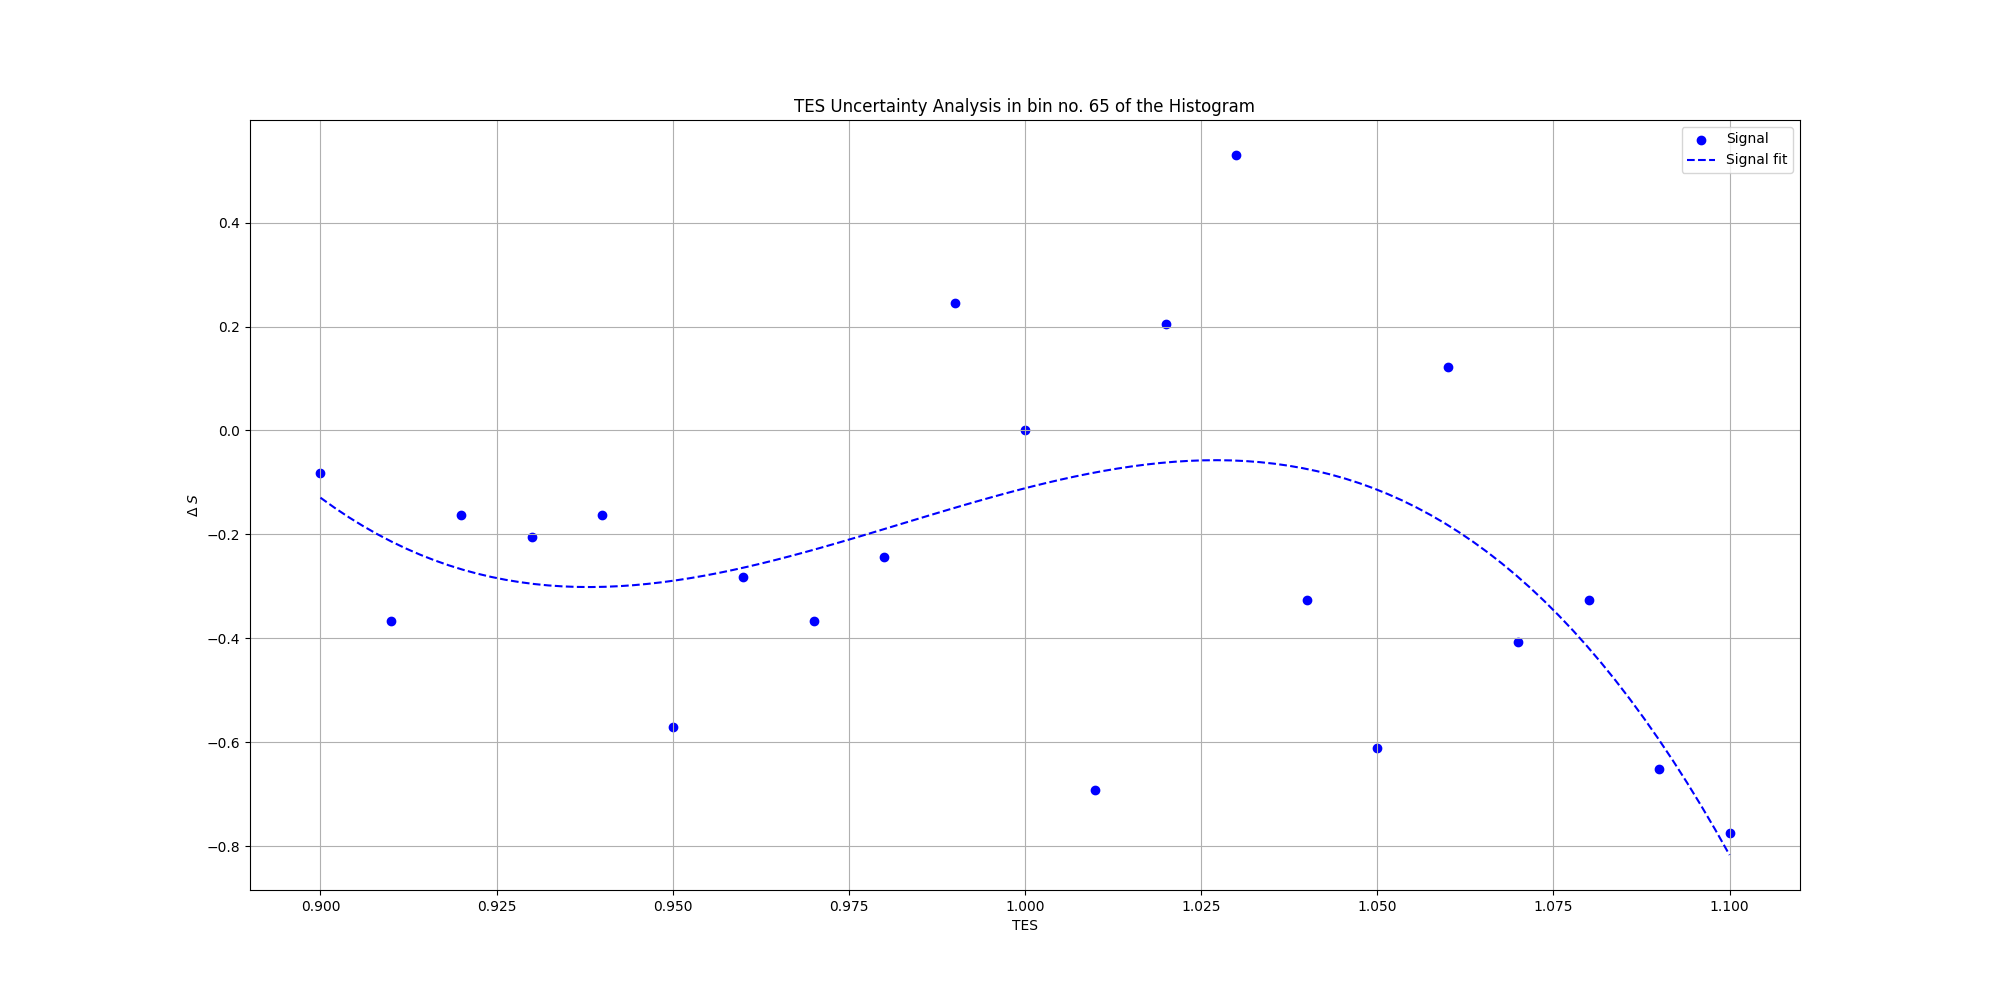 TES Uncertainty Analysis in bin no. 65 of the Histogram
Signal
Signal fit
0.4
0.2
0.0
−0.2
−0.4
−0.6
−0.8
Δ S
0.900 0.925 0.950 0.975 1.000 1.025 1.050 1.075 1.100
TES